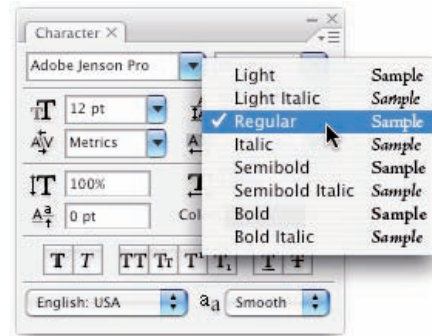 Character
Adobe Jenson Pro
Light Sample
Light Italic Sample
12 pt
Regular Sample
Metrics
Italic Sample
Semibold Sample
100%
Semibold Italic Sample
0 pt Colo
Bold Sample
Bold Italic Sample
T T TT Tr T¹ T₁ T T
English: USA aa Smooth